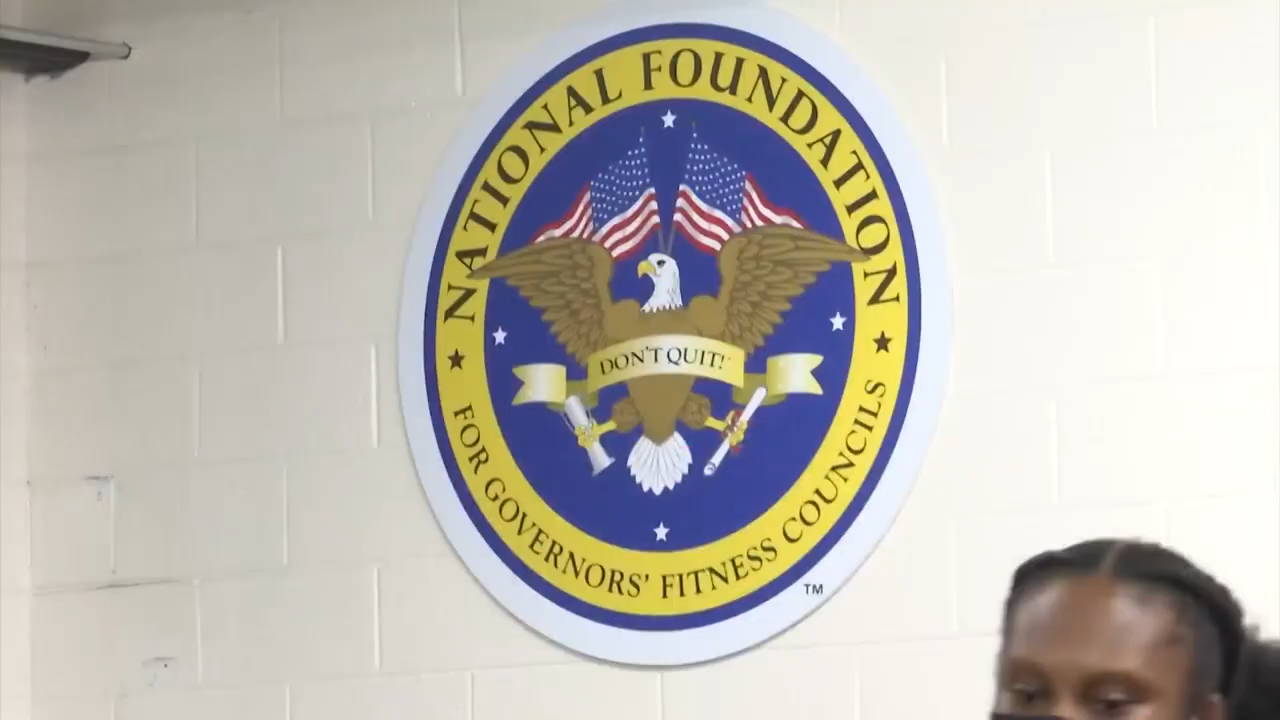 NATIONAL FOUNDATION
DON'T QUIT!
FOR GOVERNORS' FITNESS COUNCILS
TM